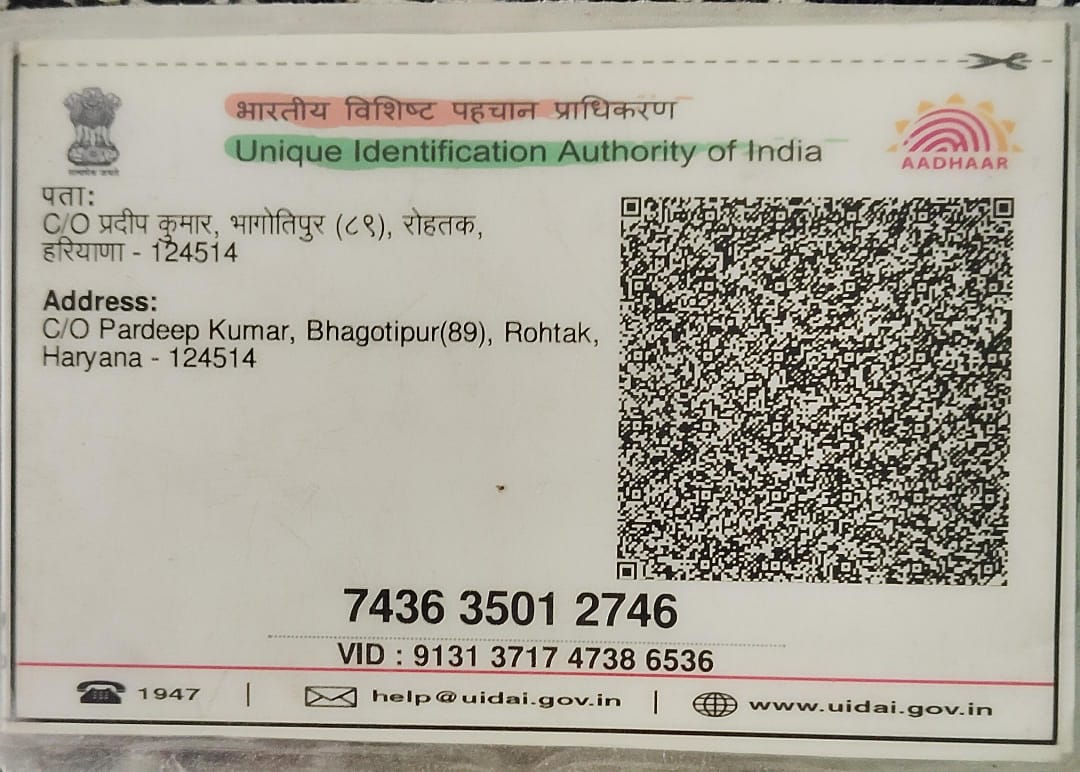 भारतीय विशिष्ट पहचान प्राधिकरण
Unique Identification Authority of India
AADHAAR
पता:
C/O प्रदीप कुमार, भागोतिपुर (८९), रोहतक,
हरियाणा - 124514
Address:
C/O Pardeep Kumar, Bhagotipur(89), Rohtak,
Haryana - 124514
7436 3501 2746
VID : 9131 3717 4738 6536
1947 | help@uidai.gov.in | www.uidai.gov.in